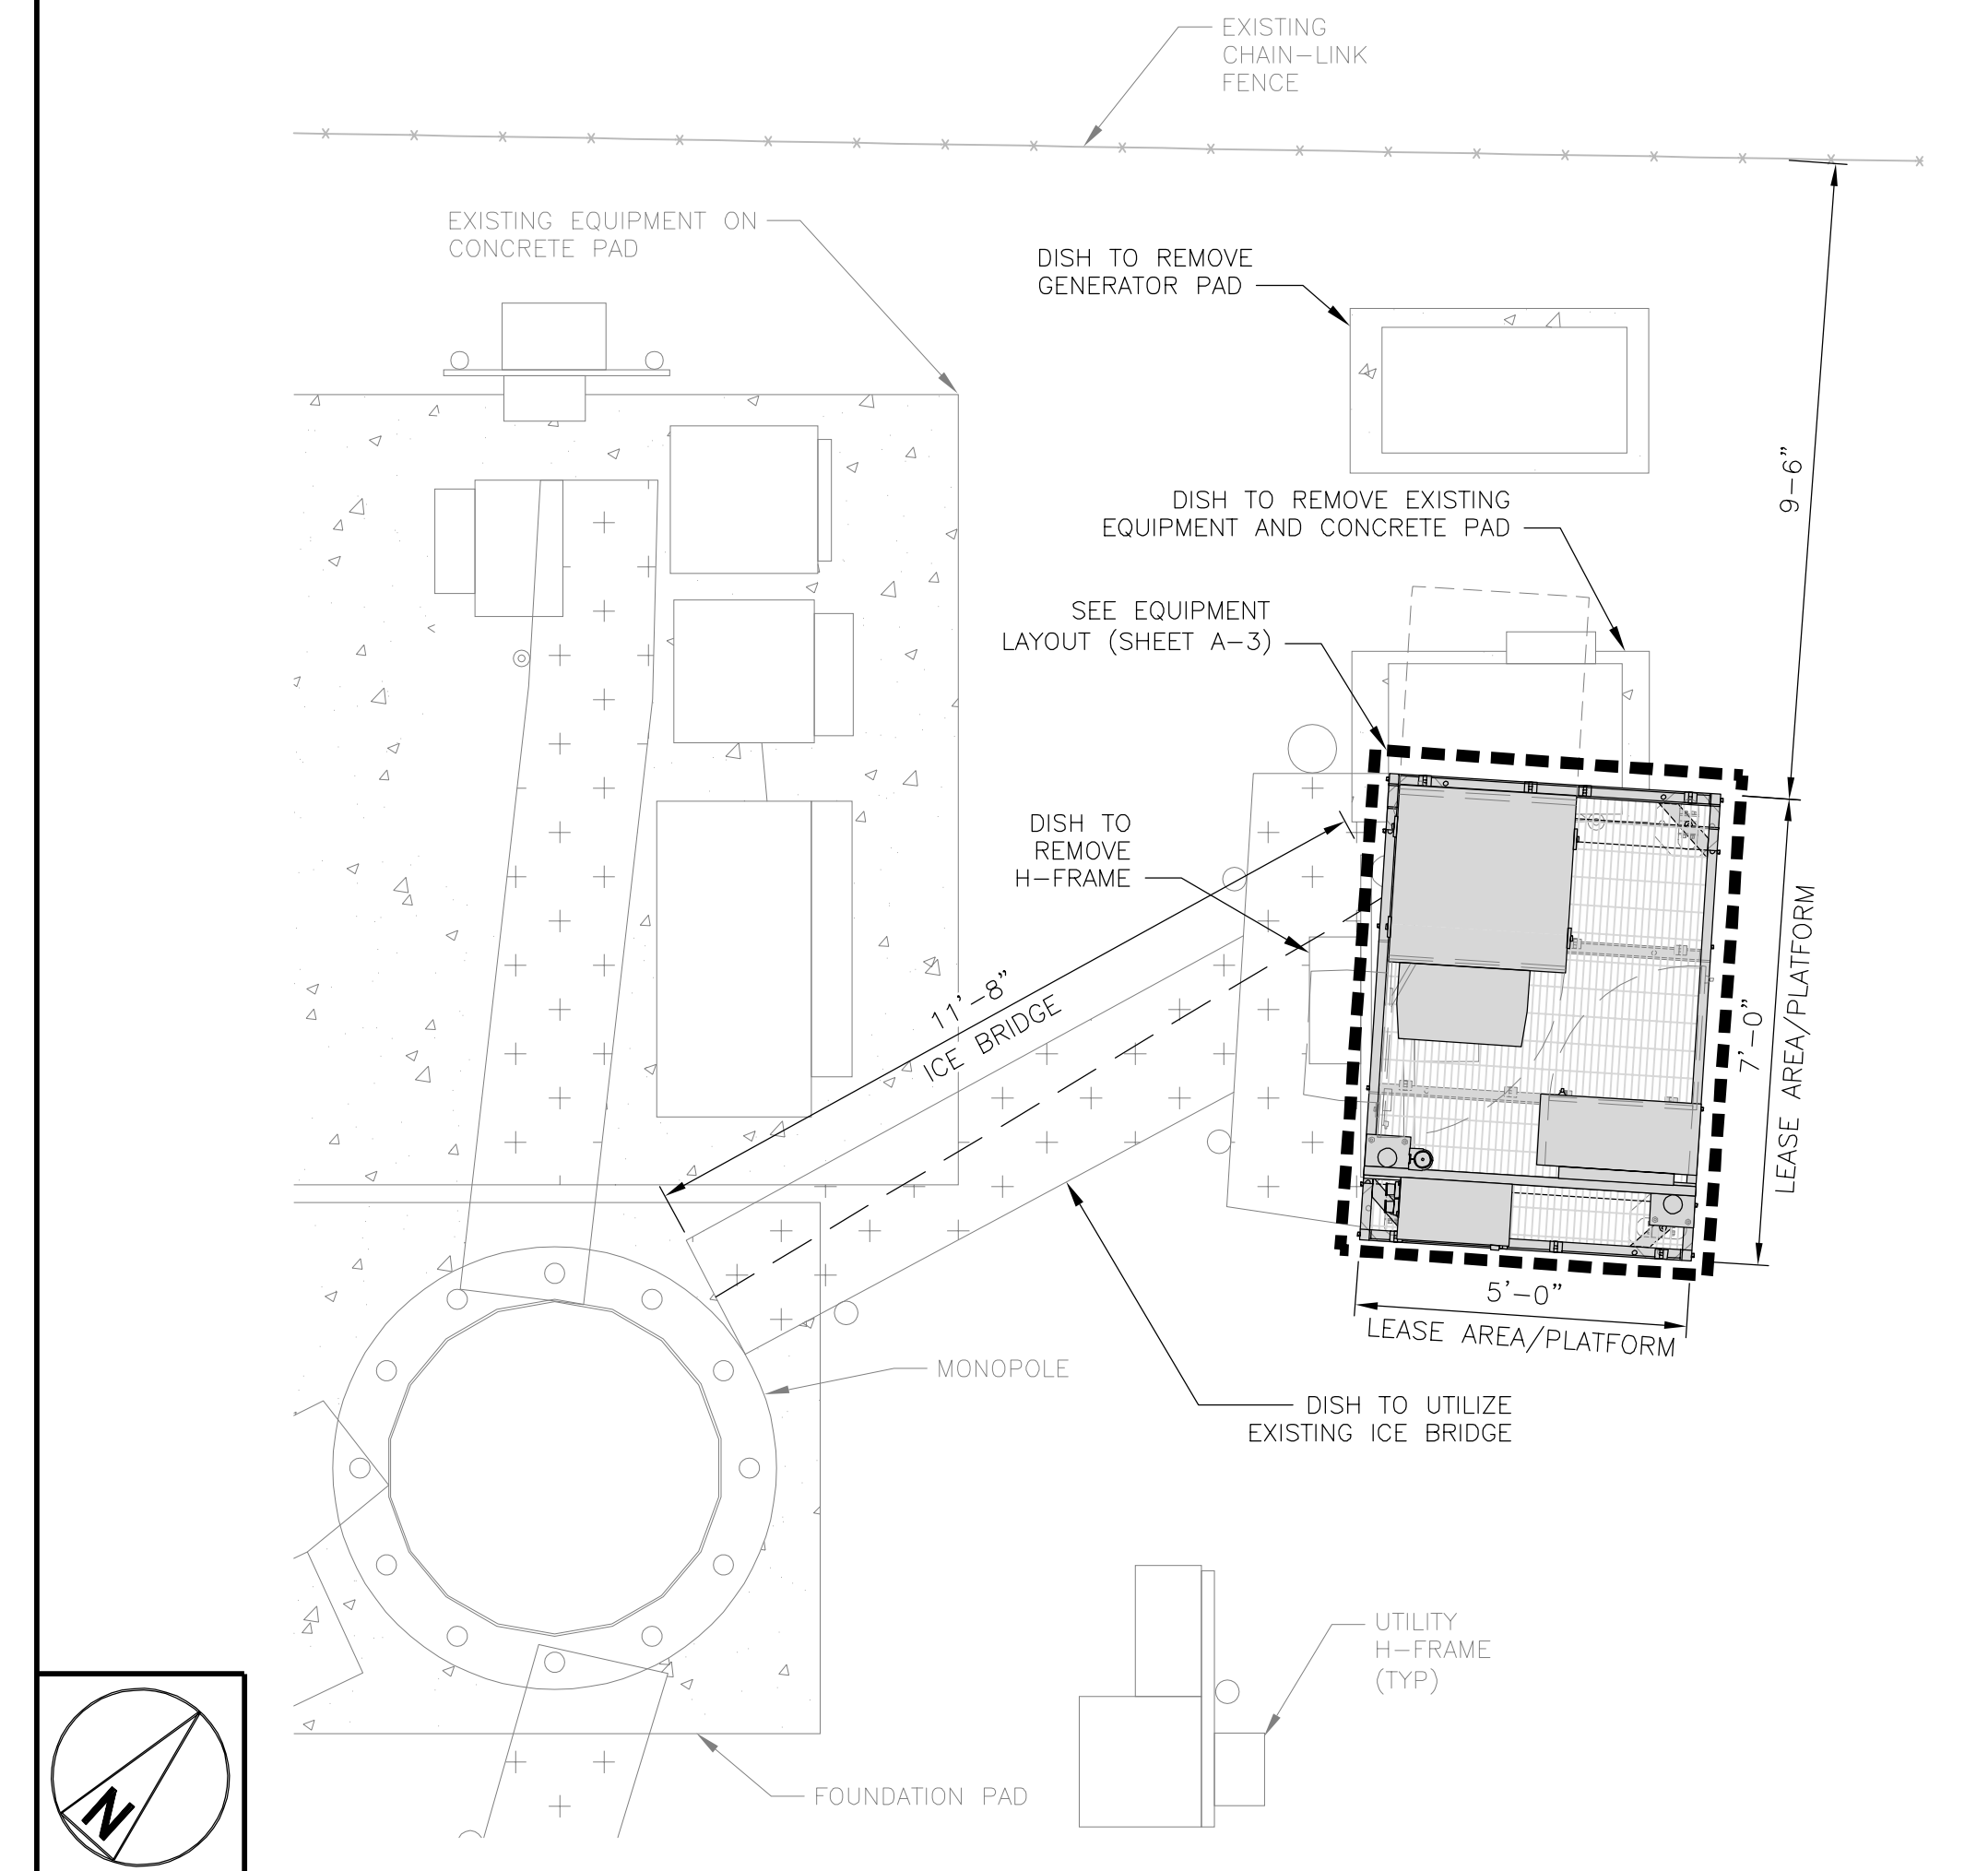 EXISTING
CHAIN-LINK
FENCE
EXISTING EQUIPMENT ON
CONCRETE PAD
DISH TO REMOVE
GENERATOR PAD
9-6"
DISH TO REMOVE EXISTING
EQUIPMENT AND CONCRETE PAD
SEE EQUIPMENT
LAYOUT (SHEET A-3)
DISH TO
REMOVE
H-FRAME
11'-8"
ICE BRIDGE
7'-0"
LEASE AREA/PLATFORM
5'-0"
LEASE AREA/PLATFORM
MONOPOLE
DISH TO UTILIZE
EXISTING ICE BRIDGE
UTILITY
H-FRAME
(TYP)
FOUNDATION PAD
N